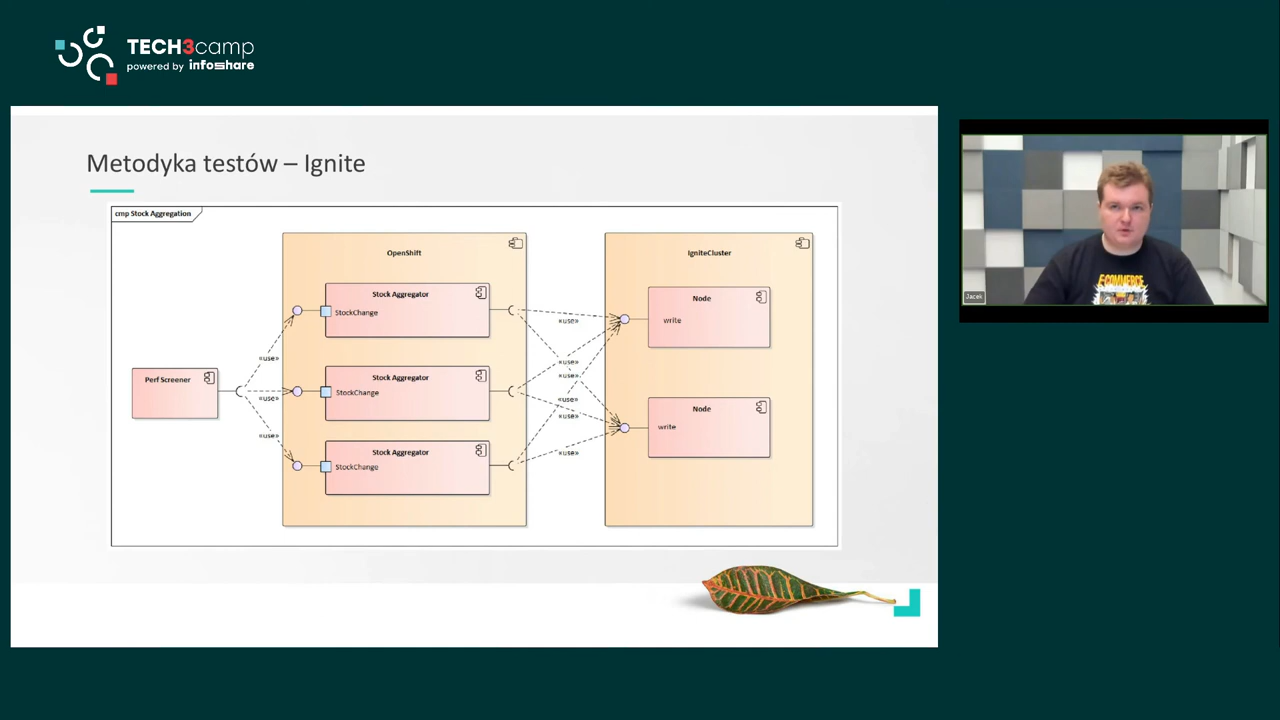 TECH3camp
powered by infoshare
Metodyka testów – Ignite
cmp Stock Aggregation
OpenShift
IgniteCluster
Stock Aggregator
StockChange
Node
write
«use»
«use»
Perf Screener
«use»
Stock Aggregator
StockChange
«use»
«use»
«use»
«use»
«use»
Node
write
«use»
Stock Aggregator
StockChange
Jacek
E-COMMERCE